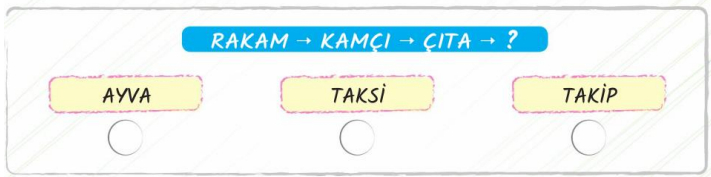 RAKAM → KAMÇI → ÇITA → ?
AYVA TAKSİ TAKİP